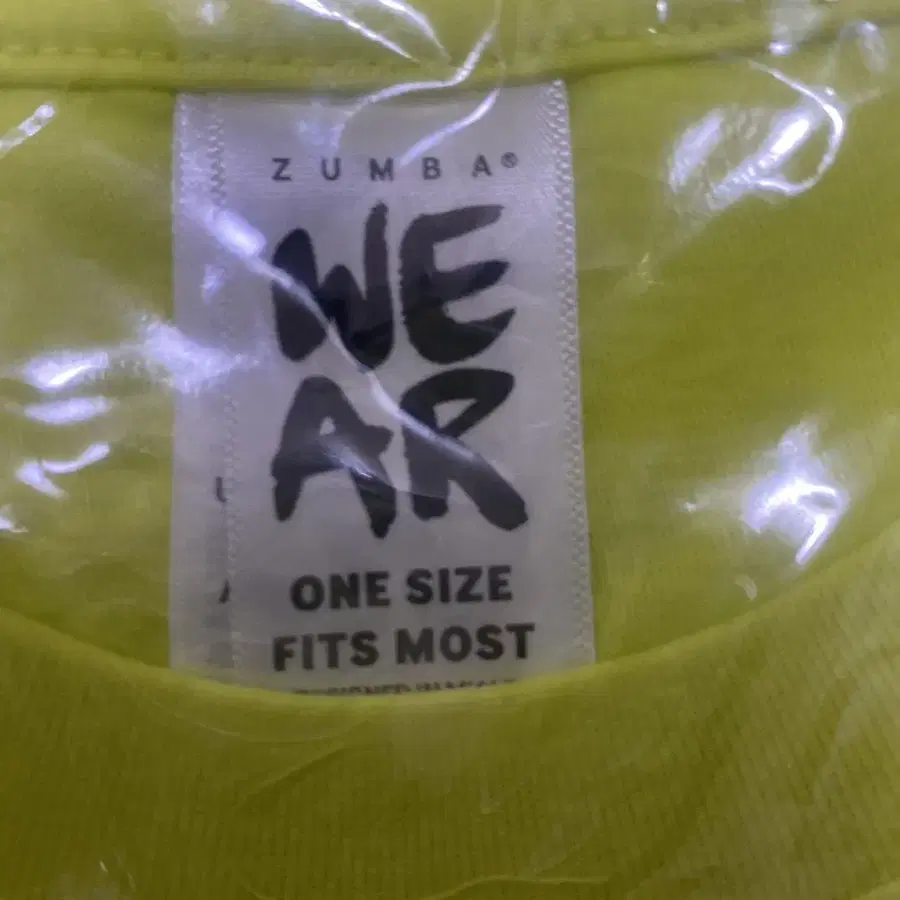 ZUMBA®
WE
AR
ONE SIZE
FITS MOST